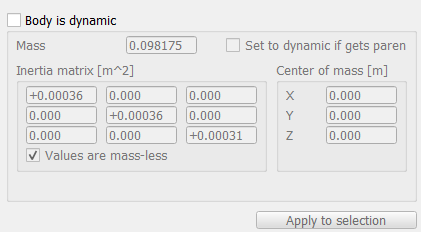 Body is dynamic
Mass 0.098175 Set to dynamic if gets paren
Inertia matrix [m^2] Center of mass [m]
+0.00036 0.000 0.000 X 0.000
0.000 +0.00036 0.000 Y 0.000
0.000 0.000 +0.00031 Z 0.000
Values are mass-less
Apply to selection